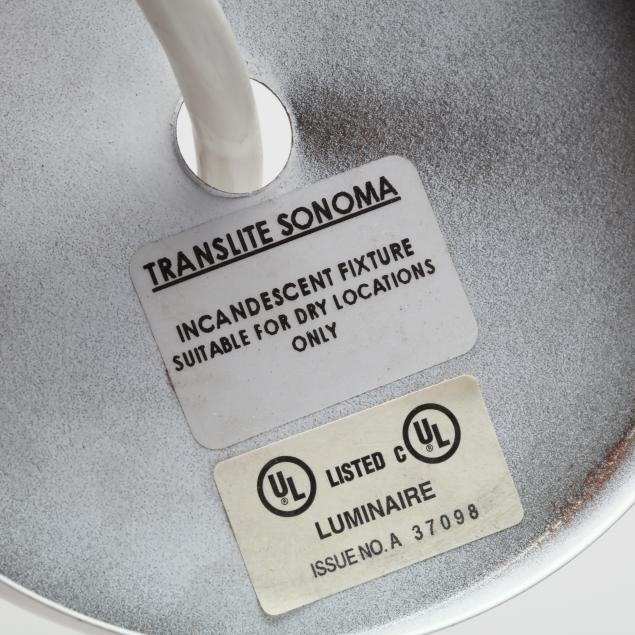 TRANSLITE SONOMA
INCANDESCENT FIXTURE
SUITABLE FOR DRY LOCATIONS
ONLY
UL ® LISTED C UL ®
LUMINAIRE
ISSUE NO. A 37098